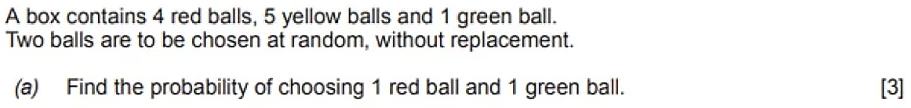 A box contains 4 red balls, 5 yellow balls and 1 green ball.
Two balls are to be chosen at random, without replacement.
(a) Find the probability of choosing 1 red ball and 1 green ball. [3]